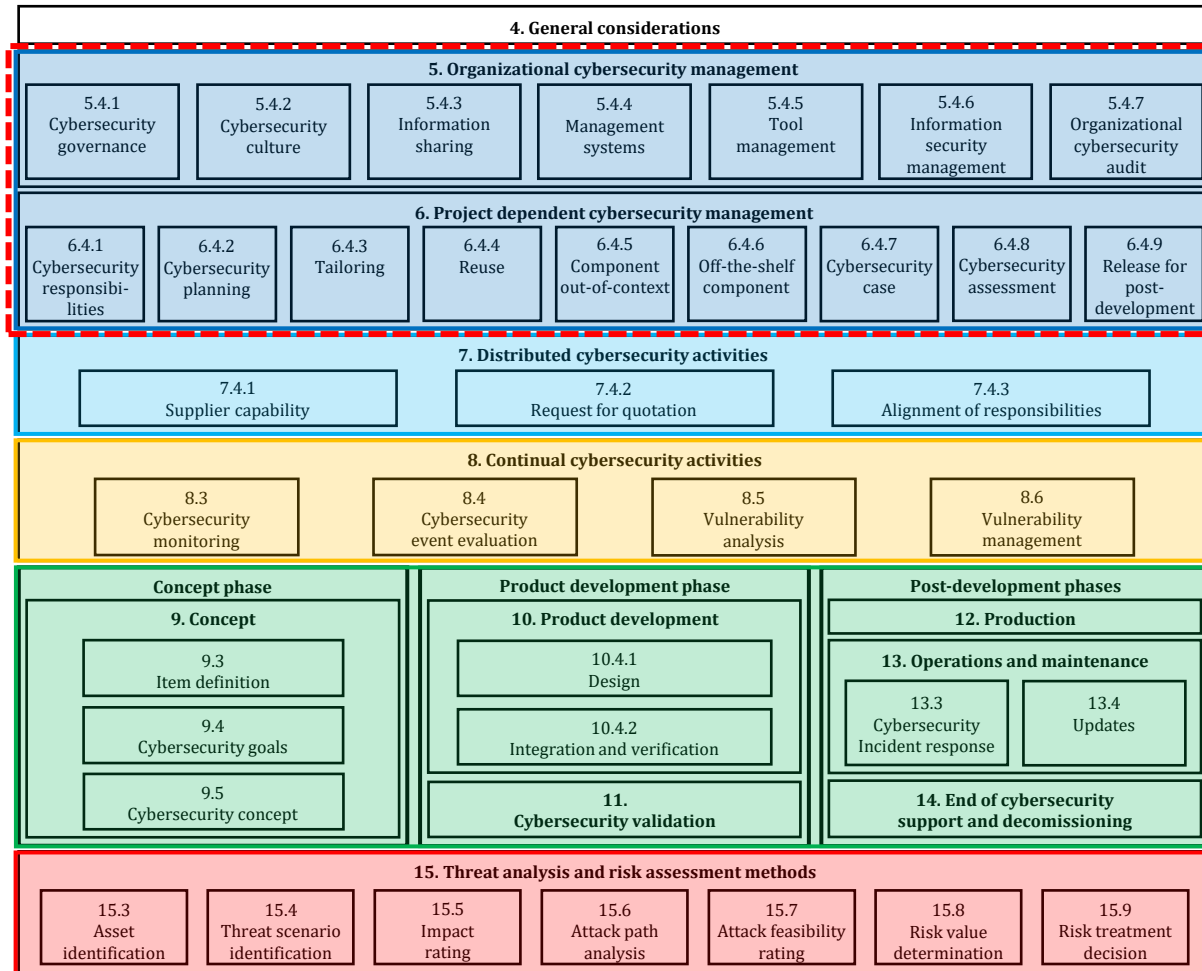 4. General considerations
5. Organizational cybersecurity management
5.4.1
Cybersecurity
governance
5.4.2
Cybersecurity
culture
5.4.3
Information
sharing
5.4.4
Management
systems
5.4.5
Tool
management
5.4.6
Information
security
management
5.4.7
Organizational
cybersecurity
audit
6. Project dependent cybersecurity management
6.4.1
Cybersecurity
responsibi-
lities
6.4.2
Cybersecurity
planning
6.4.3
Tailoring
6.4.4
Reuse
6.4.5
Component
out-of-context
6.4.6
Off-the-shelf
component
6.4.7
Cybersecurity
case
6.4.8
Cybersecurity
assessment
6.4.9
Release for
post-
development
7. Distributed cybersecurity activities
7.4.1
Supplier capability
7.4.2
Request for quotation
7.4.3
Alignment of responsibilities
8. Continual cybersecurity activities
8.3
Cybersecurity
monitoring
8.4
Cybersecurity
event evaluation
8.5
Vulnerability
analysis
8.6
Vulnerability
management
Concept phase
9. Concept
9.3
Item definition
9.4
Cybersecurity goals
9.5
Cybersecurity concept
Product development phase
10. Product development
10.4.1
Design
10.4.2
Integration and verification
11.
Cybersecurity validation
Post-development phases
12. Production
13. Operations and maintenance
13.3
Cybersecurity
Incident response
13.4
Updates
14. End of cybersecurity
support and decomissioning
15. Threat analysis and risk assessment methods
15.3
Asset
identification
15.4
Threat scenario
identification
15.5
Impact
rating
15.6
Attack path
analysis
15.7
Attack feasibility
rating
15.8
Risk value
determination
15.9
Risk treatment
decision